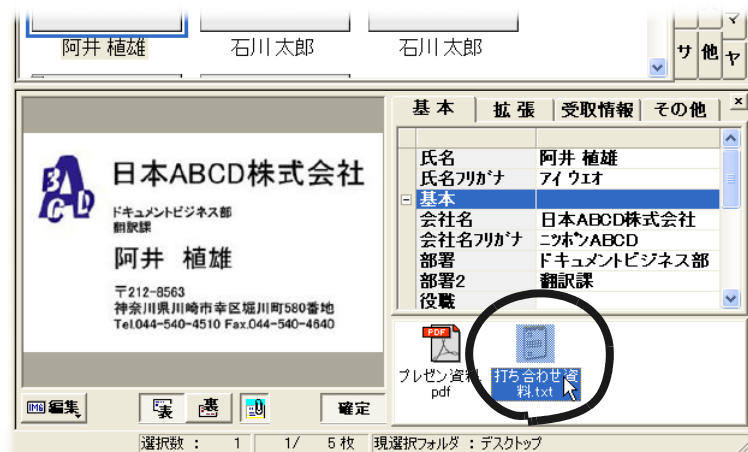 阿井 植雄
石川 太郎
石川 太郎
サ
他
マ
ヤ
基本
拡張
受取情報
その他
ABCD
日本ABCD株式会社
ドキュメントビジネス部
翻訳課
阿井 植雄
〒212-8563
神奈川県川崎市幸区堀川町580番地
Tel.044-540-4510 Fax.044-540-4640
氏名 阿井 植雄
氏名フリガナ アイ ウエオ
基本
会社名 日本ABCD株式会社
会社名フリガナ ニッポンABCD
部署 ドキュメントビジネス部
部署2 翻訳課
役職
PDF
プレゼン資料.
pdf
打ち合わせ資
料.txt
IMG 編集
表
裏
確定
選択数 : 1
1/ 5 枚
現選択フォルダ : デスクトップ